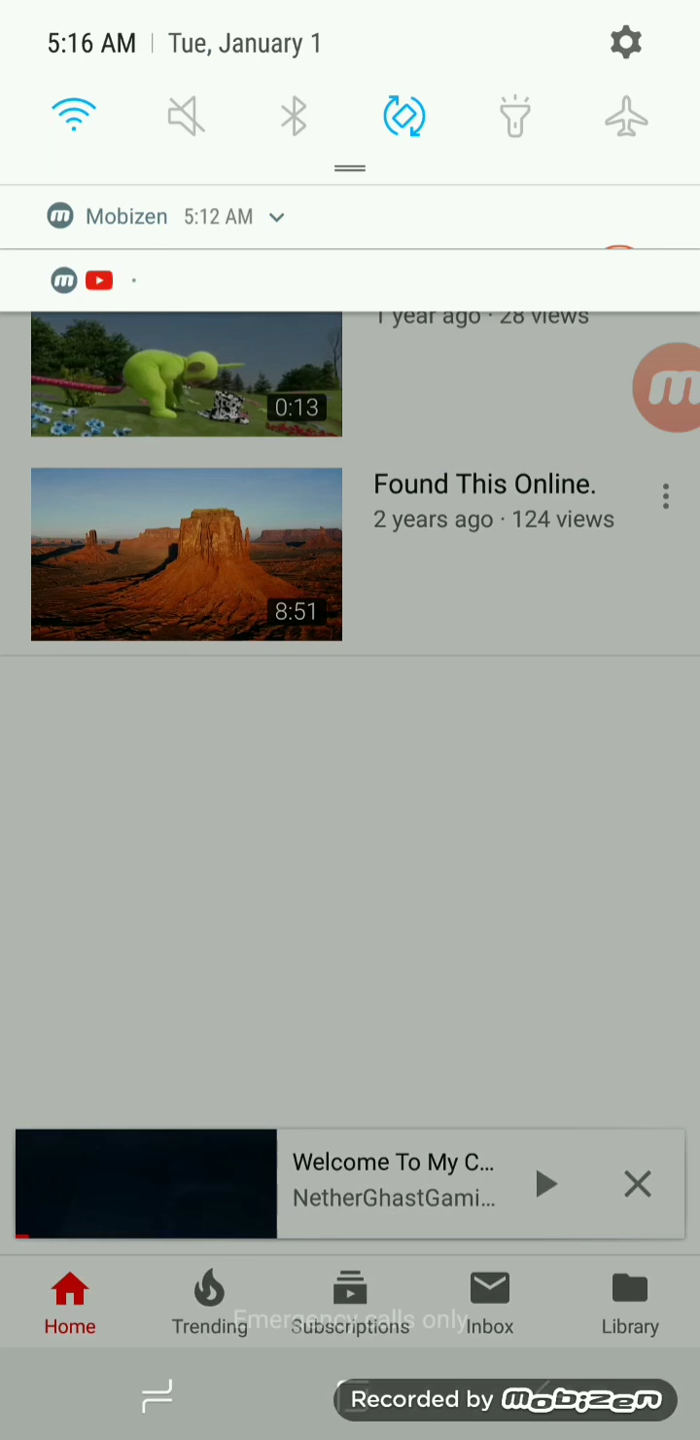 5:16 AM | Tue, January 1
Mobizen 5:12 AM
1 year ago · 28 views
0:13
Found This Online.
2 years ago · 124 views
8:51
Welcome To My C...
NetherGhastGami...
Emergency calls only
Home Trending Subscriptions Inbox Library
Recorded by mobizen